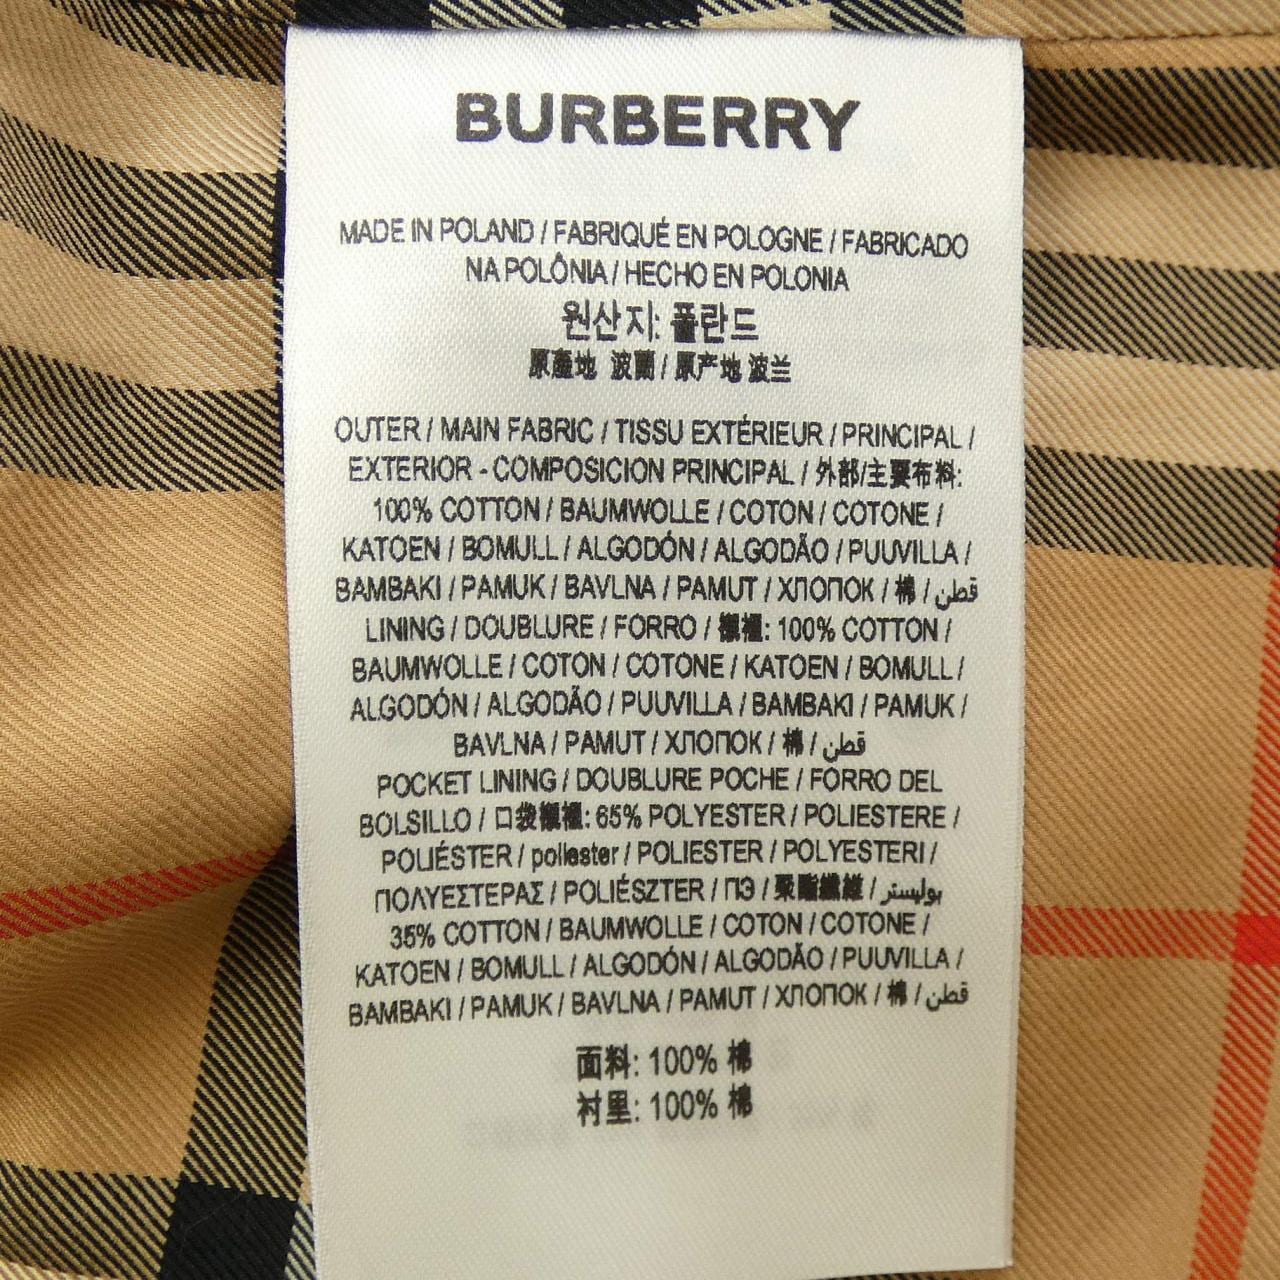 BURBERRY
MADE IN POLAND / FABRIQUÉ EN POLOGNE / FABRICADO
NA POLÔNIA / HECHO EN POLONIA
원산지: 폴란드
原產地 波蘭 / 原产地 波兰
OUTER / MAIN FABRIC / TISSU EXTÉRIEUR / PRINCIPAL /
EXTERIOR - COMPOSICION PRINCIPAL / 外部/主要布料:
100% COTTON / BAUMWOLLE / COTON / COTONE /
KATOEN / BOMULL / ALGODÓN / ALGODÃO / PUUVILLA /
BAMBAKI / PAMUK / BAVLNA / PAMUT / ХЛОПОК / 棉 / قطن
LINING / DOUBLURE / FORRO / 襯裡: 100% COTTON /
BAUMWOLLE / COTON / COTONE / KATOEN / BOMULL /
ALGODÓN / ALGODÃO / PUUVILLA / BAMBAKI / PAMUK /
BAVLNA / PAMUT / ХЛОПОК / 棉 / قطن
POCKET LINING / DOUBLURE POCHE / FORRO DEL
BOLSILLO / 口袋襯裡: 65% POLYESTER / POLIESTERE /
POLIÉSTER / poliester / POLIESTER / POLYESTERI /
ΠΟΛΥΕΣΤΕΡΑΣ / POLIÉSZTER / ПЭ / 聚酯纖維 / بوليستر
35% COTTON / BAUMWOLLE / COTON / COTONE /
KATOEN / BOMULL / ALGODÓN / ALGODÃO / PUUVILLA /
BAMBAKI / PAMUK / BAVLNA / PAMUT / ХЛОПОК / 棉 / قطن
面料: 100% 棉
衬里: 100% 棉